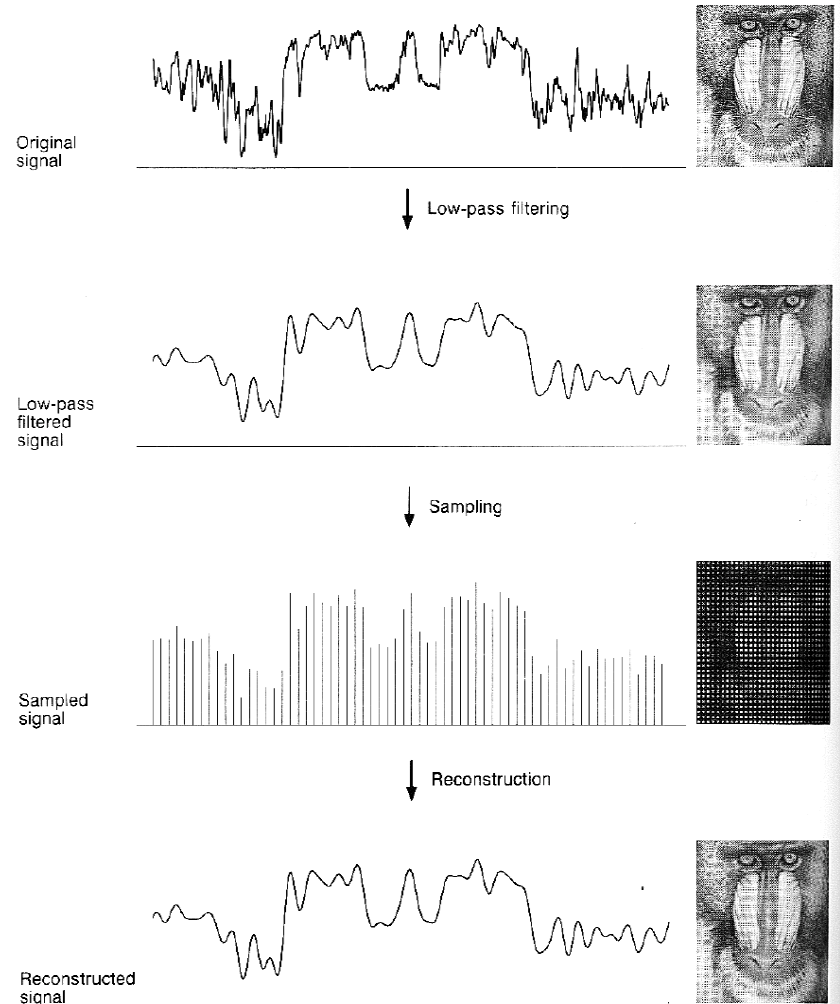 Original
signal
Low-pass filtering
Low-pass
filtered
signal
Sampling
Sampled
signal
Reconstruction
Reconstructed
signal